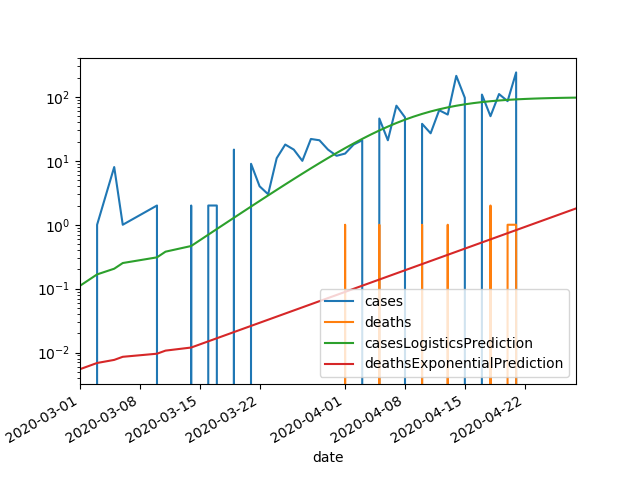 10²
10¹
10⁰
10⁻¹
10⁻²
cases
deaths
casesLogisticsPrediction
deathsExponentialPrediction
2020-03-01
2020-03-08
2020-03-15
2020-03-22
2020-04-01
2020-04-08
2020-04-15
2020-04-22
date